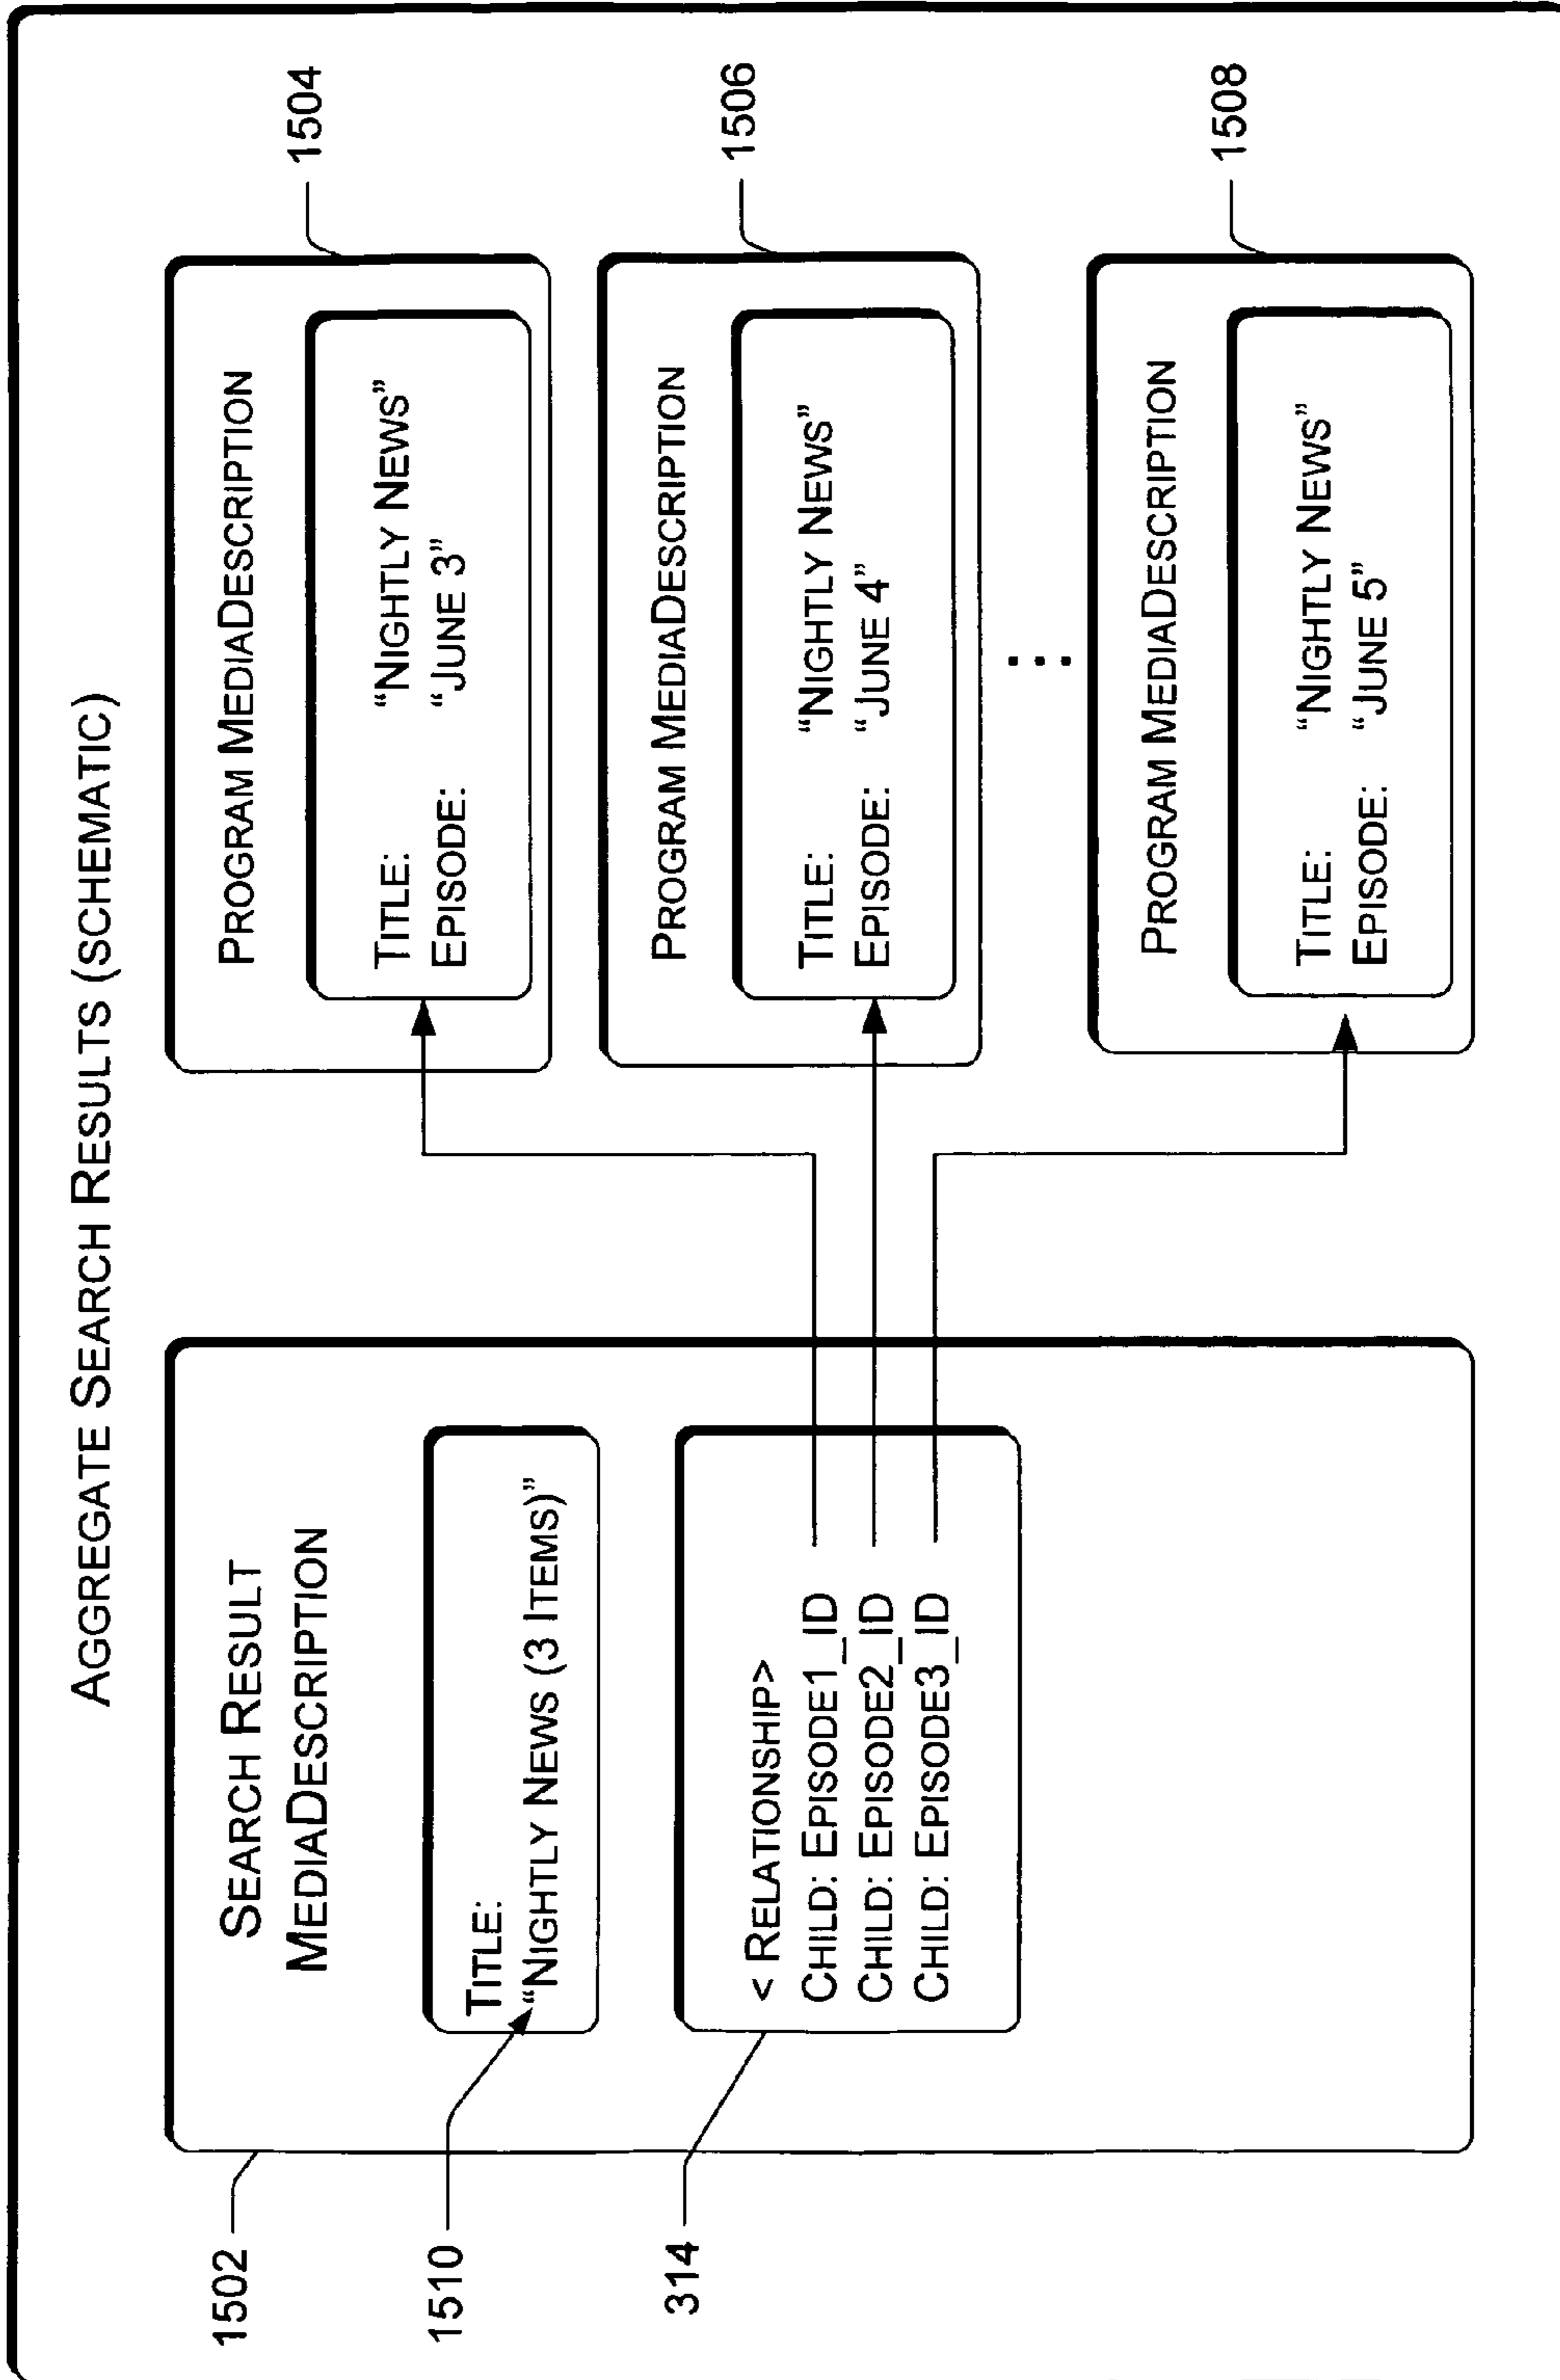 AGGREGATE SEARCH RESULTS (SCHEMATIC)
1502
SEARCH RESULT
MEDIADESCRIPTION
1510
TITLE:
“NIGHTLY NEWS (3 ITEMS)”
314
< RELATIONSHIP>
CHILD: EPISODE1_ID
CHILD: EPISODE2_ID
CHILD: EPISODE3_ID
PROGRAM MEDIADESCRIPTION
1504
TITLE: “NIGHTLY NEWS”
EPISODE: “JUNE 3”
PROGRAM MEDIADESCRIPTION
1506
TITLE: “NIGHTLY NEWS”
EPISODE: “JUNE 4”
...
PROGRAM MEDIADESCRIPTION
1508
TITLE: “NIGHTLY NEWS”
EPISODE: “JUNE 5”